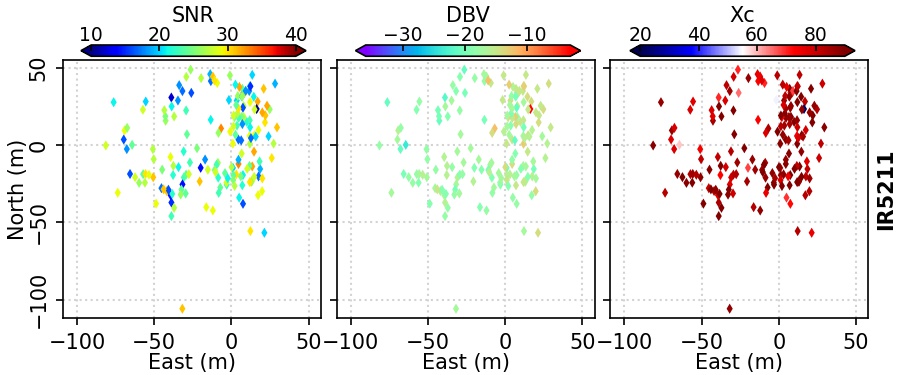 SNR DBV Xc
10 20 30 40 −30 −20 −10 20 40 60 80
50
0
−50
−100
North (m)
IR5211
−100 −50 0 50 −100 −50 0 50 −100 −50 0 50
East (m) East (m) East (m)